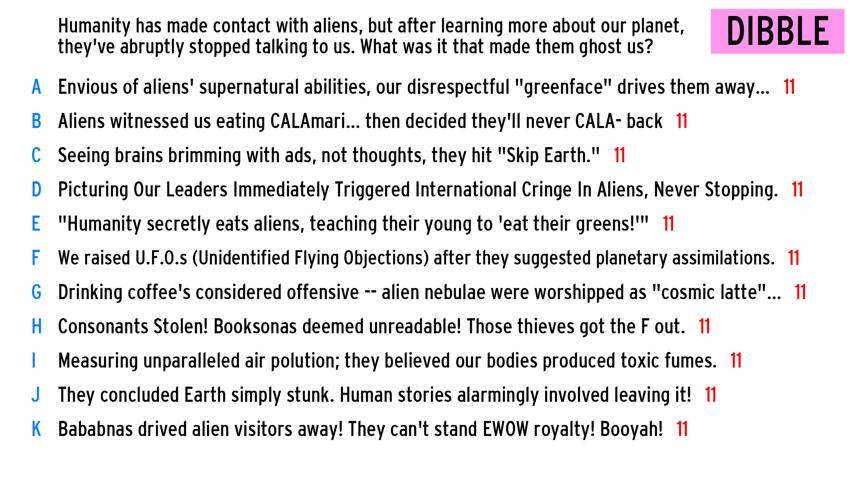 Humanity has made contact with aliens, but after learning more about our planet,
they've abruptly stopped talking to us. What was it that made them ghost us?
DIBBLE
A Envious of aliens' supernatural abilities, our disrespectful "greenface" drives them away... 11
B Aliens witnessed us eating CALAmari... then decided they'll never CALA- back 11
C Seeing brains brimming with ads, not thoughts, they hit "Skip Earth." 11
D Picturing Our Leaders Immediately Triggered International Cringe In Aliens, Never Stopping. 11
E "Humanity secretly eats aliens, teaching their young to 'eat their greens!'" 11
F We raised U.F.O.s (Unidentified Flying Objections) after they suggested planetary assimilations. 11
G Drinking coffee's considered offensive -- alien nebulae were worshipped as "cosmic latte"... 11
H Consonants Stolen! Booksonas deemed unreadable! Those thieves got the F out. 11
I Measuring unparalleled air polution; they believed our bodies produced toxic fumes. 11
J They concluded Earth simply stunk. Human stories alarmingly involved leaving it! 11
K Bababnas drived alien visitors away! They can't stand EWOW royalty! Booyah! 11